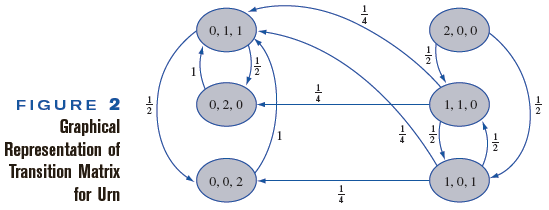 FIGURE 2
Graphical
Representation of
Transition Matrix
for Urn
1/4
0, 1, 1
2, 0, 0
1/2
1
1/2
1/2
0, 2, 0
1/4
1, 1, 0
1/2
1/4
1/2
1/2
1
0, 0, 2
1, 0, 1
1/4